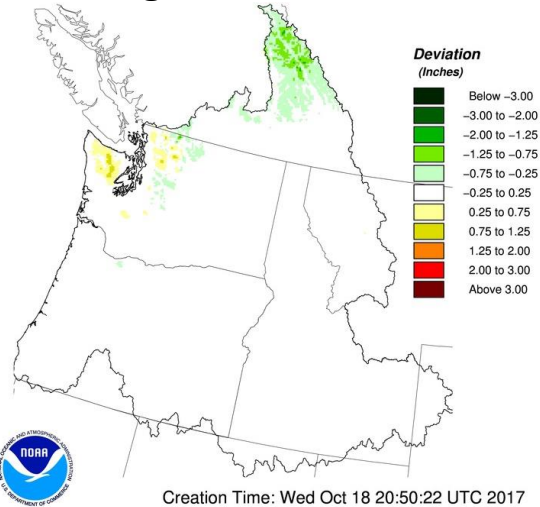 Deviation
(Inches)
Below −3.00
−3.00 to −2.00
−2.00 to −1.25
−1.25 to −0.75
−0.75 to −0.25
−0.25 to 0.25
0.25 to 0.75
0.75 to 1.25
1.25 to 2.00
2.00 to 3.00
Above 3.00
NOAA
U.S. DEPARTMENT OF COMMERCE
Creation Time: Wed Oct 18 20:50:22 UTC 2017